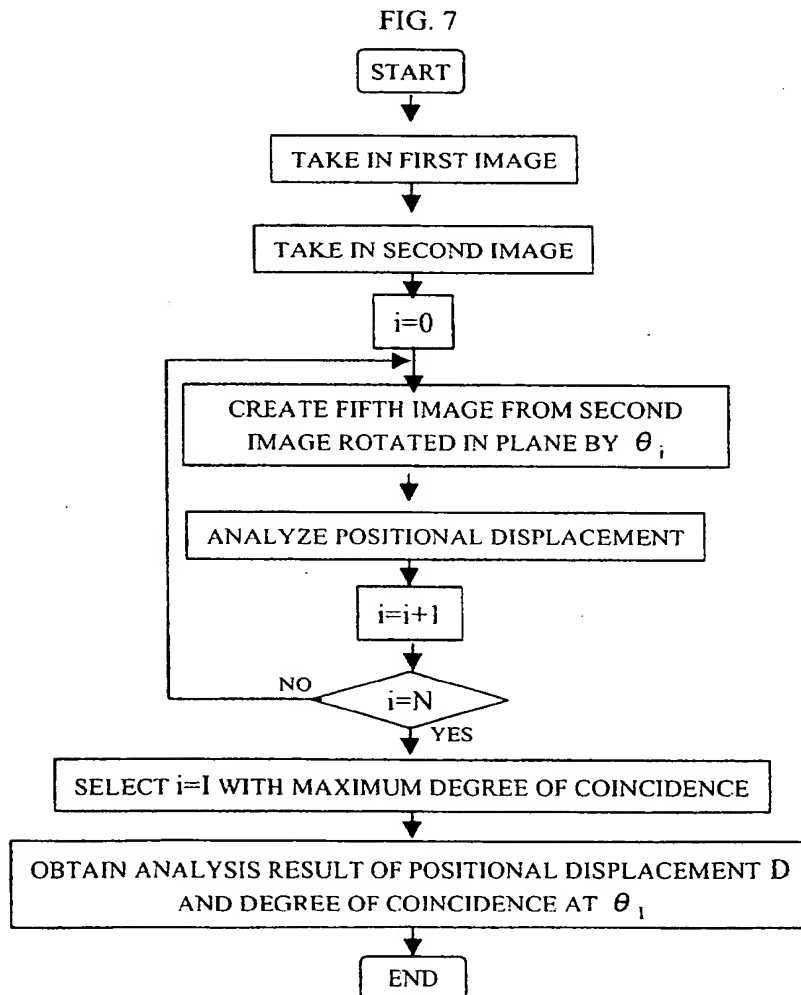 FIG. 7
START
TAKE IN FIRST IMAGE
TAKE IN SECOND IMAGE
i=0
CREATE FIFTH IMAGE FROM SECOND
IMAGE ROTATED IN PLANE BY θi
ANALYZE POSITIONAL DISPLACEMENT
i=i+1
NO
i=N
YES
SELECT i=I WITH MAXIMUM DEGREE OF COINCIDENCE
OBTAIN ANALYSIS RESULT OF POSITIONAL DISPLACEMENT D
AND DEGREE OF COINCIDENCE AT θI
END